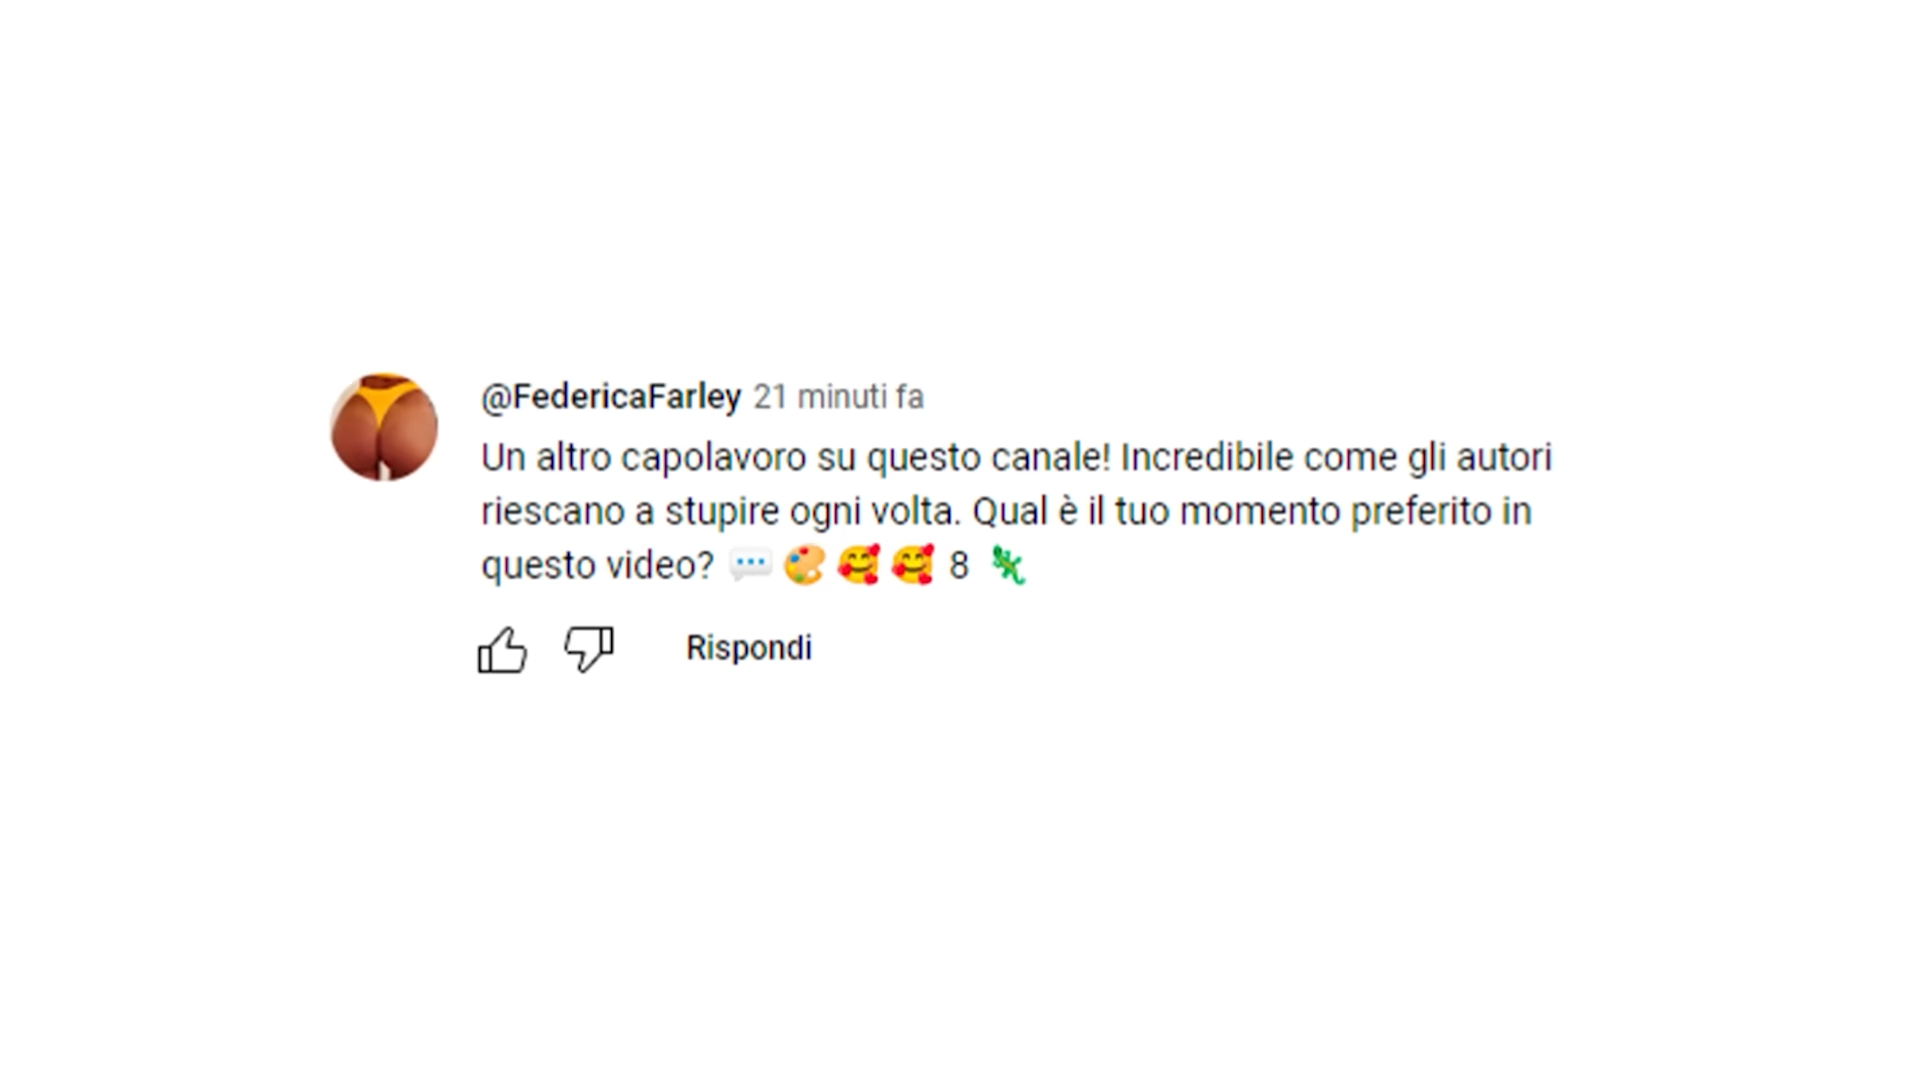 @FedericaFarley 21 minuti fa
Un altro capolavoro su questo canale! Incredibile come gli autori
riescano a stupire ogni volta. Qual è il tuo momento preferito in
questo video? 💬 🎨 🥰 🥰 8 🦎
Rispondi